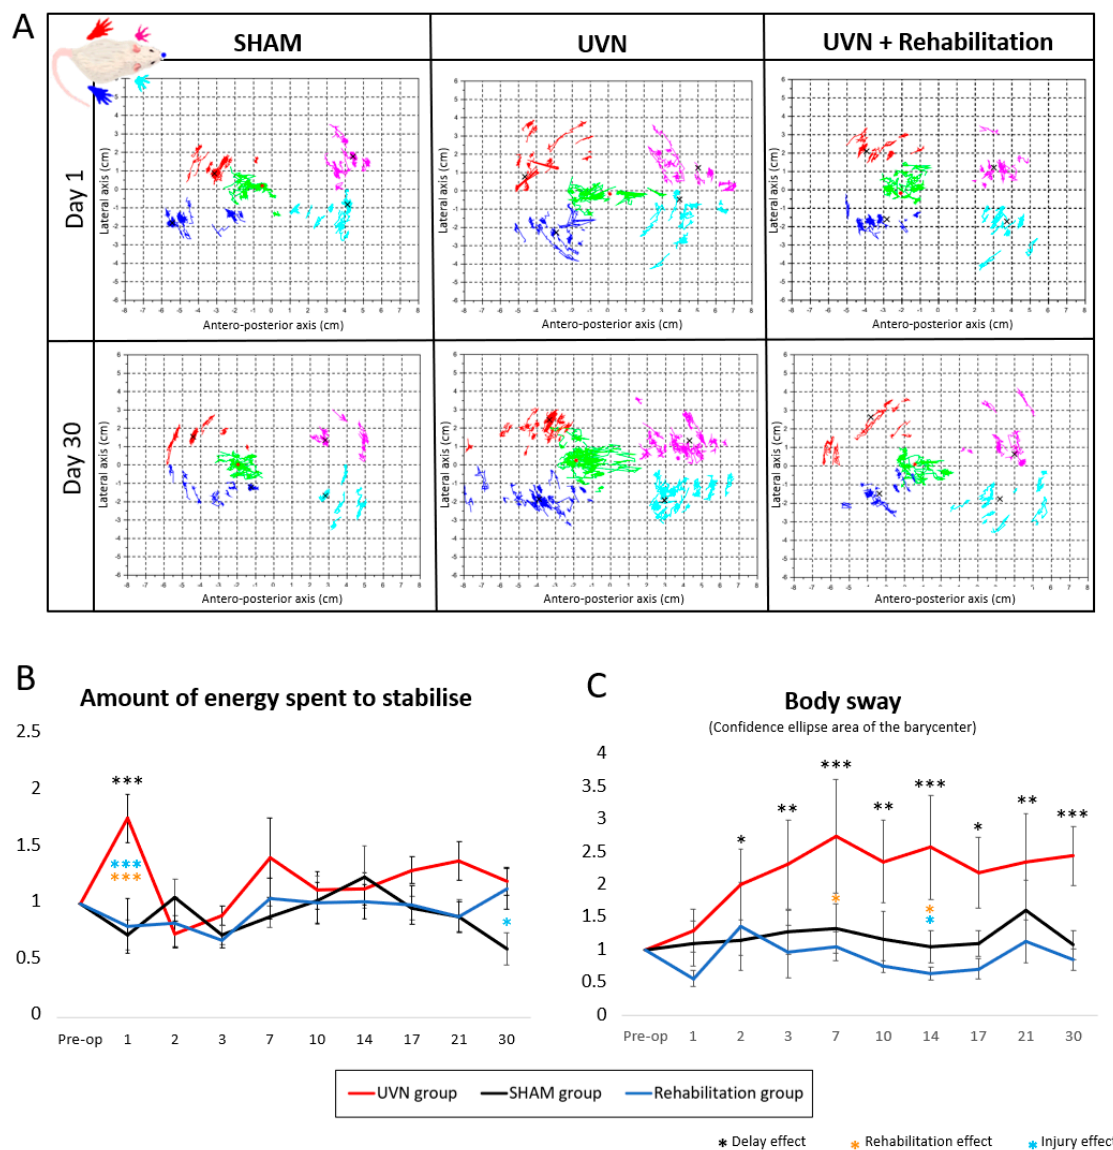 A
SHAM
UVN
UVN + Rehabilitation
Day 1
Lateral axis (cm)
Antero-posterior axis (cm)
Lateral axis (cm)
Antero-posterior axis (cm)
Lateral axis (cm)
Antero-posterior axis (cm)
Day 30
Lateral axis (cm)
Antero-posterior axis (cm)
Lateral axis (cm)
Antero-posterior axis (cm)
Lateral axis (cm)
Antero-posterior axis (cm)
B
Amount of energy spent to stabilise
2.5
2
1.5
1
0.5
0
***
***
***
*
Pre-op 1 2 3 7 10 14 17 21 30
C
Body sway
(Confidence ellipse area of the barycenter)
4
3.5
3
2.5
2
1.5
1
0.5
0
* ** *** ** *** * ** ***
* *
*
Pre-op 1 2 3 7 10 14 17 21 30
UVN group SHAM group Rehabilitation group
* Delay effect * Rehabilitation effect * Injury effect